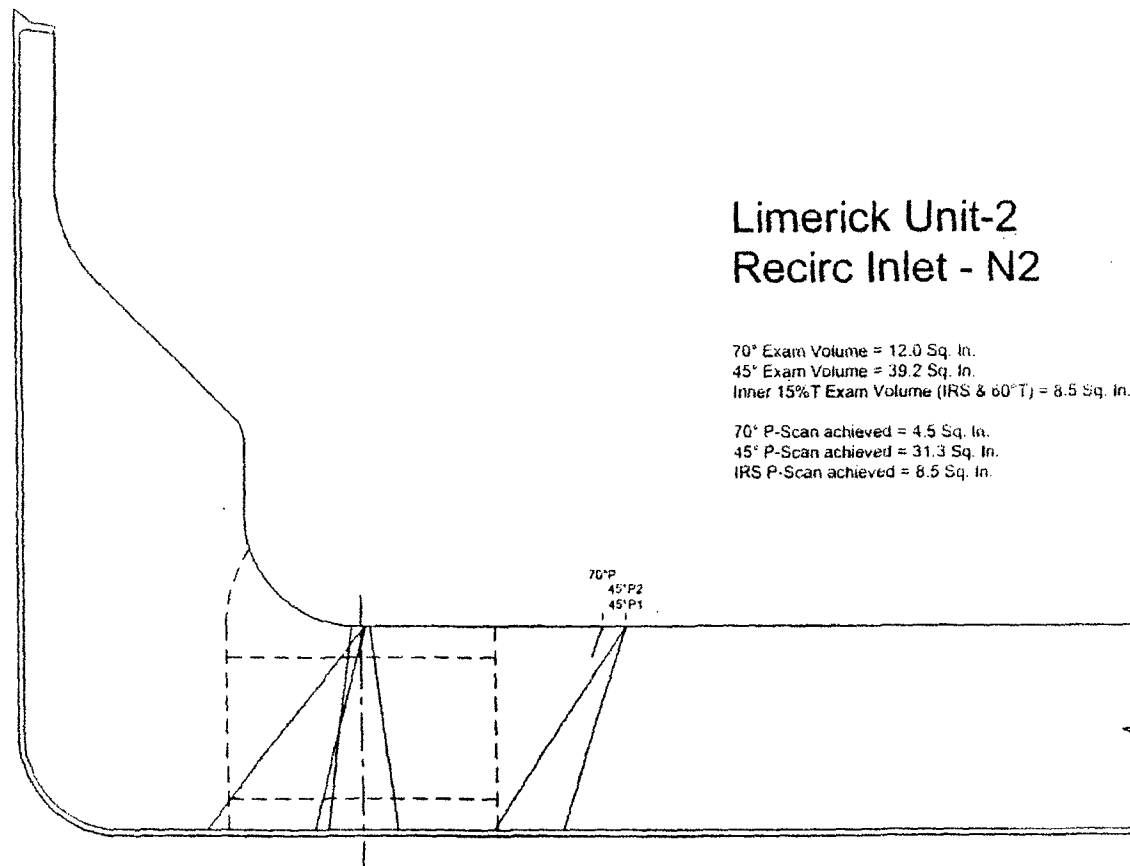 Limerick Unit-2
Recirc Inlet - N2
70° Exam Volume = 12.0 Sq. In.
45° Exam Volume = 39.2 Sq. In.
Inner 15%T Exam Volume (IRS & 60°T) = 8.5 Sq. In.
70° P-Scan achieved = 4.5 Sq. In.
45° P-Scan achieved = 31.3 Sq. In.
IRS P-Scan achieved = 8.5 Sq. In.
70°P
45°P2
45°P1